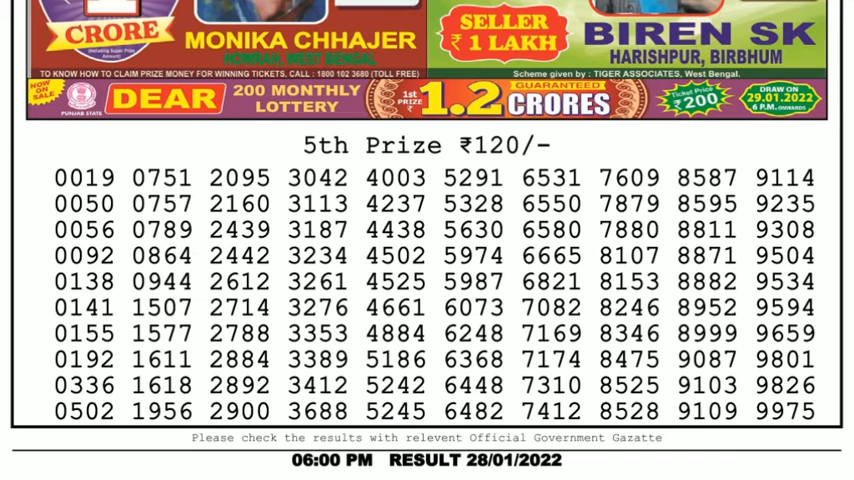 CRORE
(Including Super Prize Amount)
MONIKA CHHAJER
HOWRAH, WEST BENGAL
SELLER
₹ 1 LAKH
BIREN SK
HARISHPUR, BIRBHUM
TO KNOW HOW TO CLAIM PRIZE MONEY FOR WINNING TICKETS, CALL : 1800 102 3680 (TOLL FREE)
Scheme given by : TIGER ASSOCIATES, West Bengal.
NOW ON SALE
PUNJAB STATE
DEAR
200 MONTHLY
LOTTERY
1st
PRIZE ₹
1.2
GUARANTEED
CRORES
Ticket Price
₹200
DRAW ON
29.01.2022
6 P.M. ONWARDS
5th Prize ₹120/-
0019 0751 2095 3042 4003 5291 6531 7609 8587 9114
0050 0757 2160 3113 4237 5328 6550 7879 8595 9235
0056 0789 2439 3187 4438 5630 6580 7880 8811 9308
0092 0864 2442 3234 4502 5974 6665 8107 8871 9504
0138 0944 2612 3261 4525 5987 6821 8153 8882 9534
0141 1507 2714 3276 4661 6073 7082 8246 8952 9594
0155 1577 2788 3353 4884 6248 7169 8346 8999 9659
0192 1611 2884 3389 5186 6368 7174 8475 9087 9801
0336 1618 2892 3412 5242 6448 7310 8525 9103 9826
0502 1956 2900 3688 5245 6482 7412 8528 9109 9975
Please check the results with relevent Official Government Gazatte
06:00 PM RESULT 28/01/2022